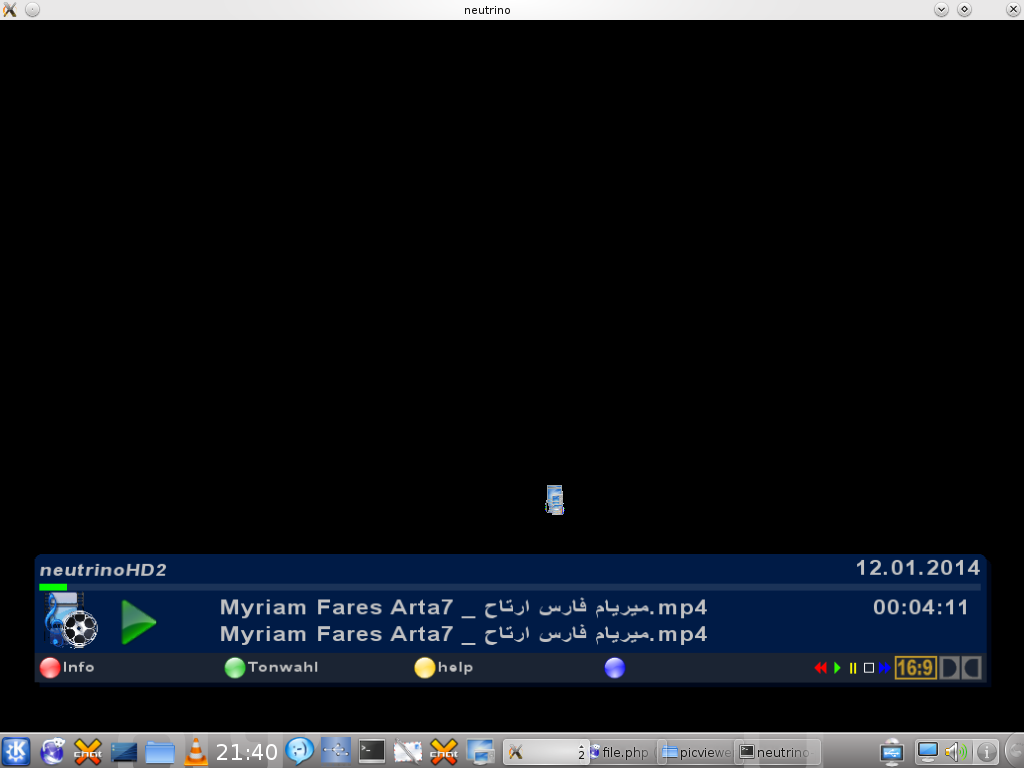 neutrino
neutrinoHD2
12.01.2014
Myriam Fares Arta7 _ ميريام فارس ارتاح.mp4
00:04:11
Myriam Fares Arta7 _ ميريام فارس ارتاح.mp4
Info
Tonwahl
help
16:9
21:40
2
file.php
picviewe
neutrino